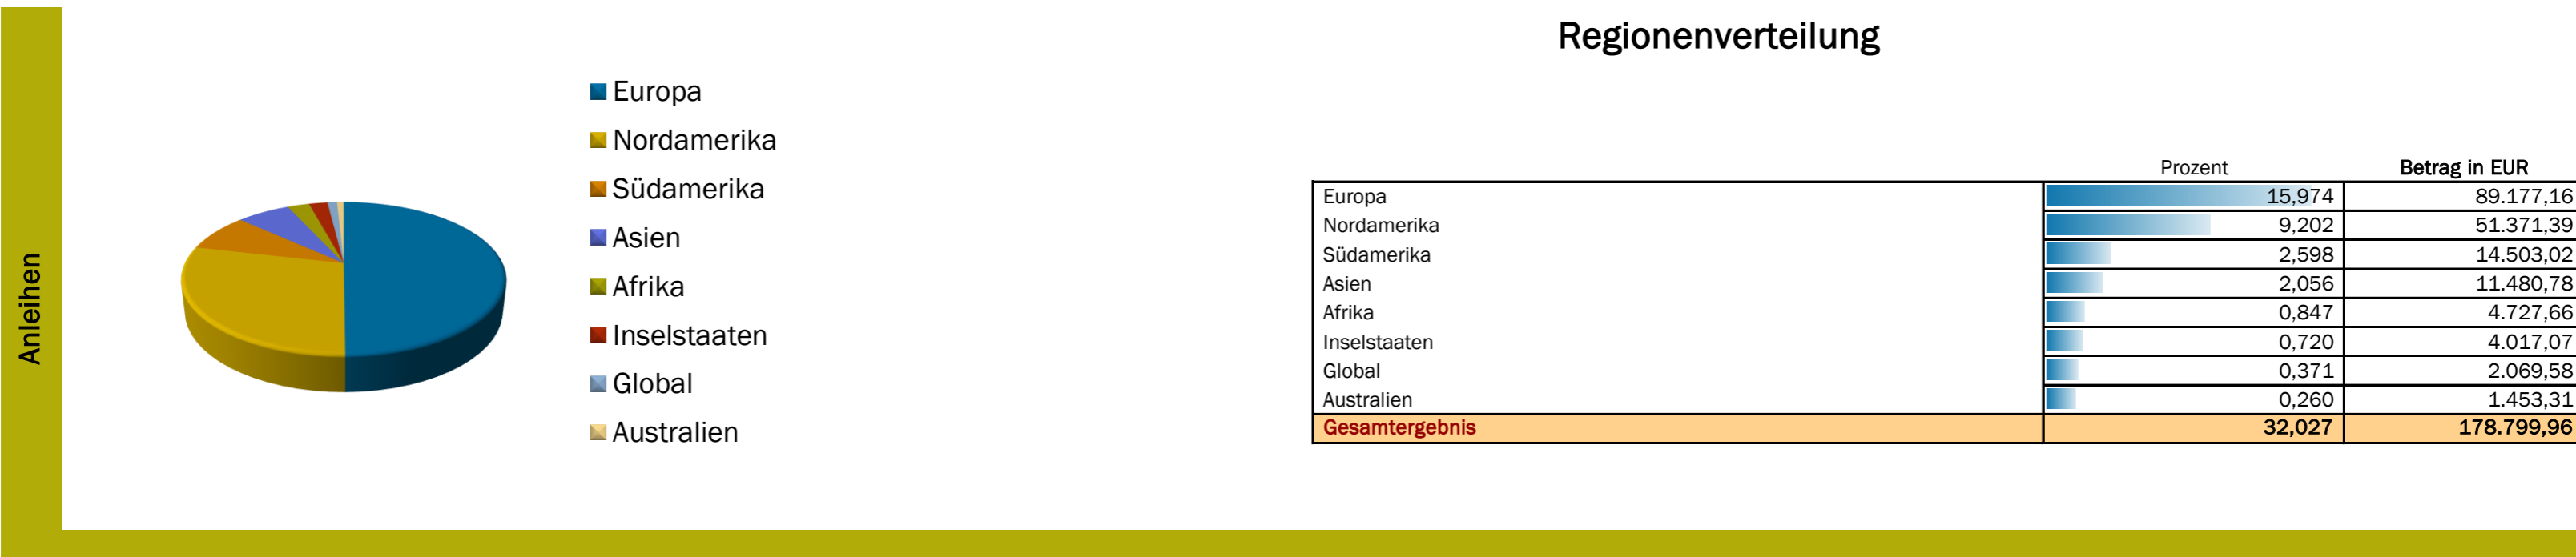 Regionenverteilung
Anleihen
Europa
Nordamerika
Südamerika
Asien
Afrika
Inselstaaten
Global
Australien
Prozent Betrag in EUR
Europa 15,974 89.177,16
Nordamerika 9,202 51.371,39
Südamerika 2,598 14.503,02
Asien 2,056 11.480,78
Afrika 0,847 4.727,66
Inselstaaten 0,720 4.017,07
Global 0,371 2.069,58
Australien 0,260 1.453,31
Gesamtergebnis 32,027 178.799,96